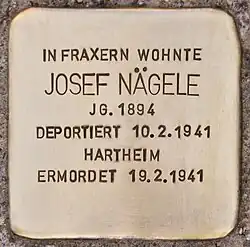 IN FRAXERN WOHNTE
JOSEF NÄGELE
JG. 1894
DEPORTIERT 10.2.1941
HARTHEIM
ERMORDET 19.2.1941